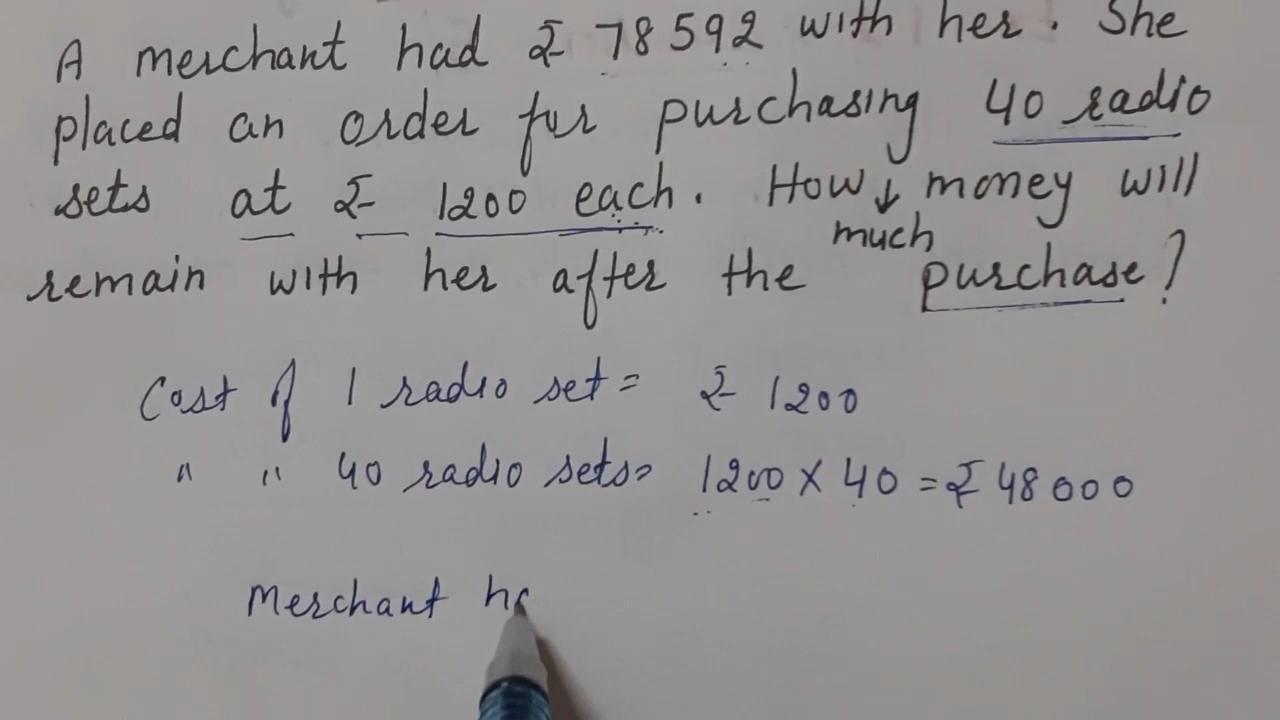 A merchant had ₹ 78592 with her. She
placed an order for purchasing 40 radio
sets at ₹ 1200 each. How ↓ money will
much
remain with her after the purchase?
Cost of 1 radio set = ₹ 1200
" " 40 radio sets = 1200 × 40 = ₹ 48000
Merchant ha